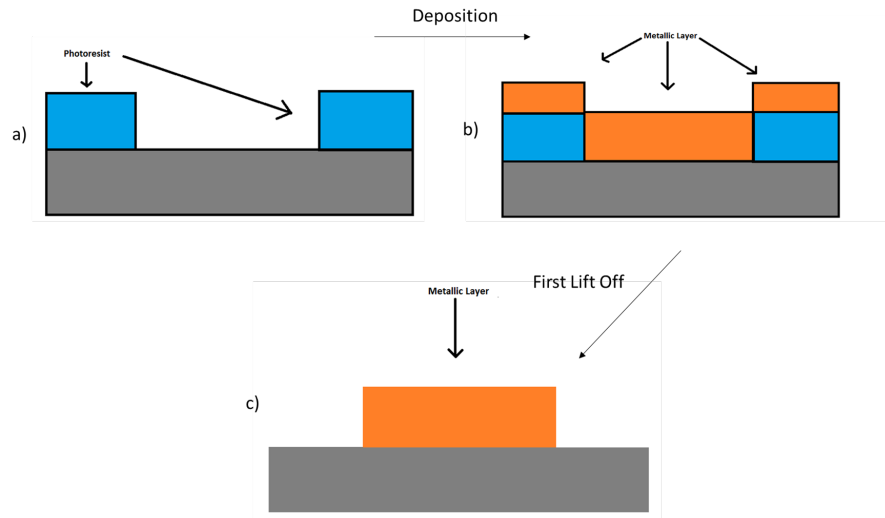 Deposition
Photoresist
a)
Metallic Layer
b)
First Lift Off
Metallic Layer
c)